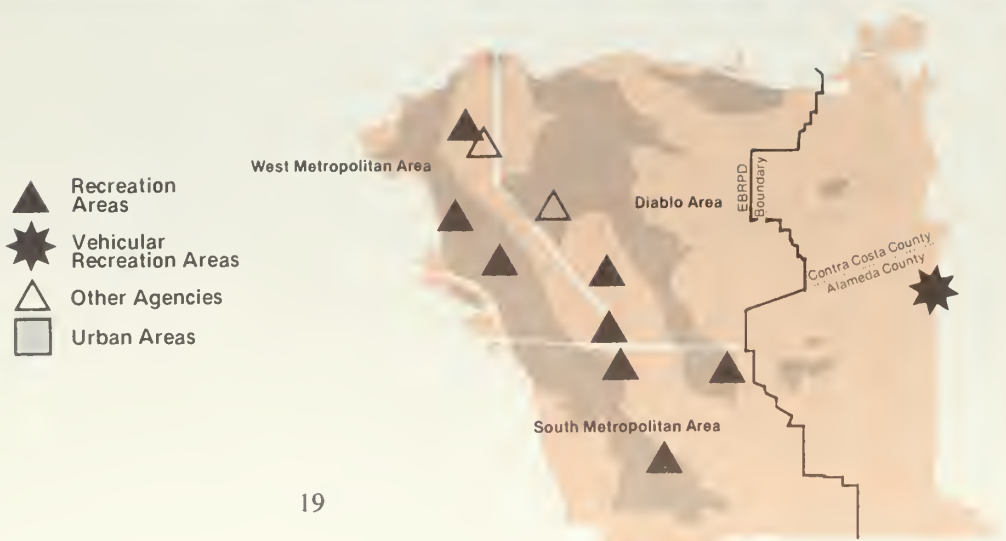 Recreation
Areas
Vehicular
Recreation Areas
Other Agencies
Urban Areas
West Metropolitan Area
Diablo Area
EBRPD
Boundary
Contra Costa County
Alameda County
South Metropolitan Area
19